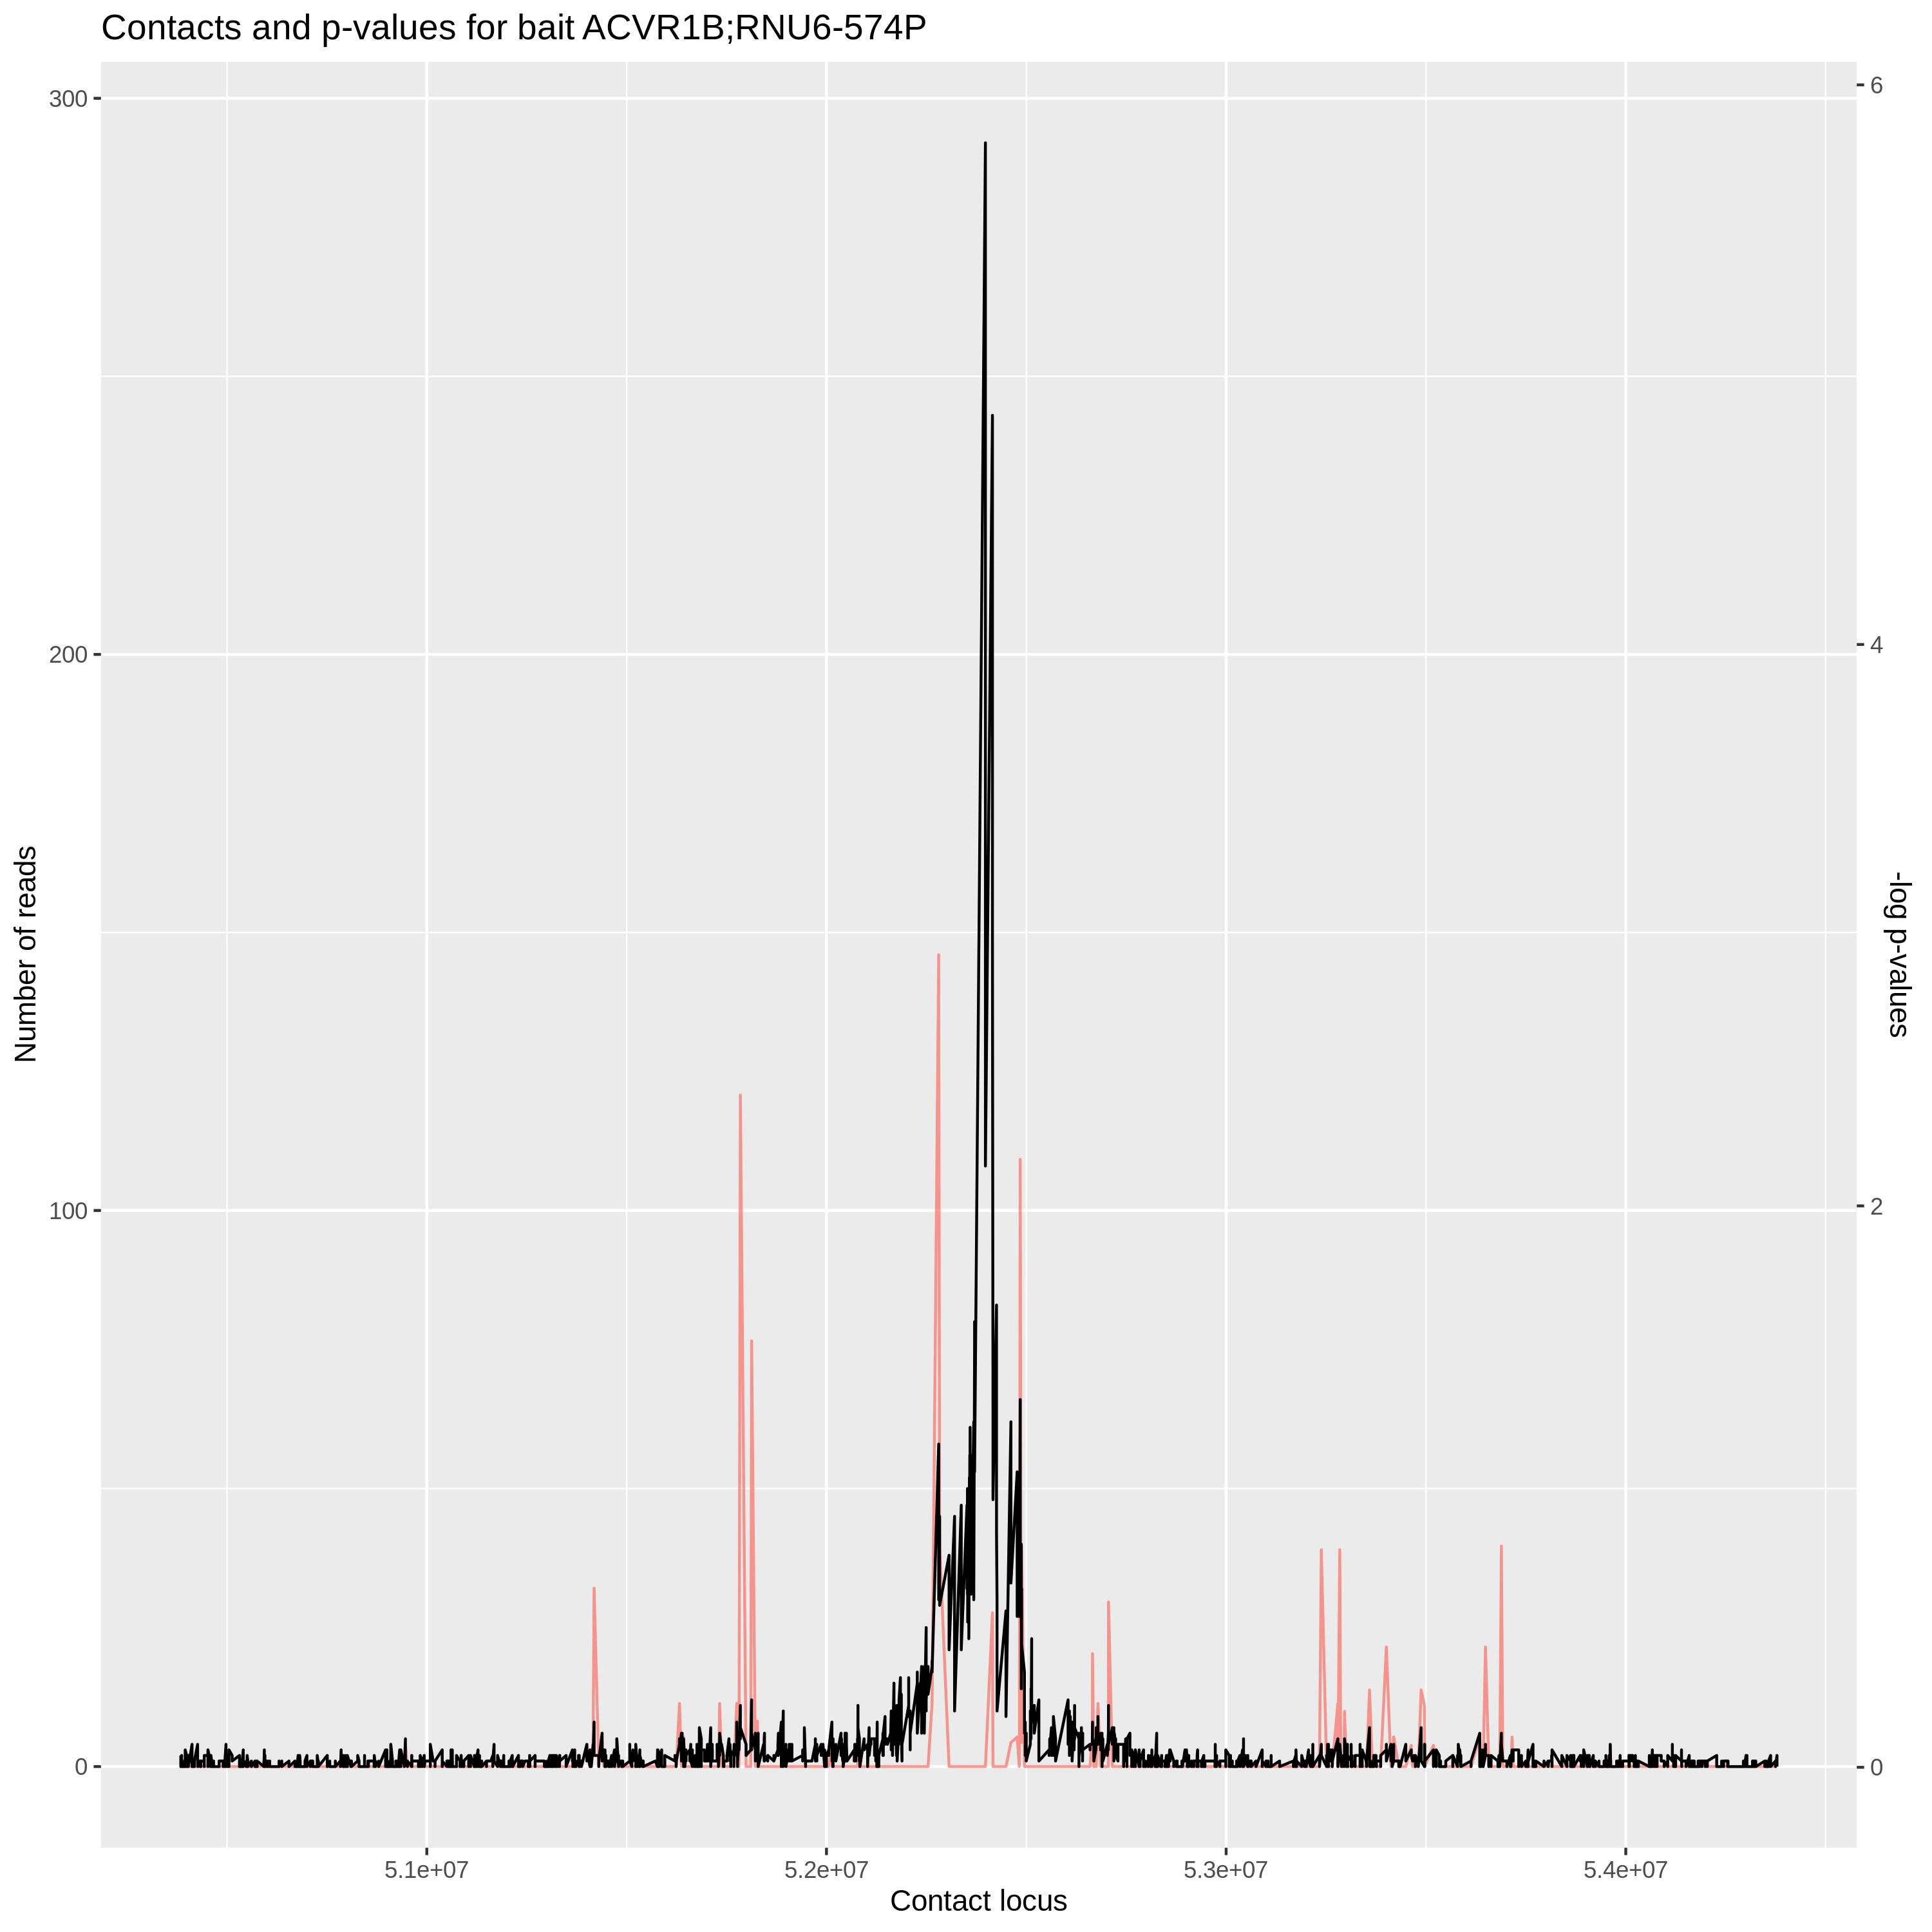 Contacts and p-values for bait ACVR1B;RNU6-574P
300
200
100
0
Number of reads
6
4
2
0
-log p-values
5.1e+07
5.2e+07
5.3e+07
5.4e+07
Contact locus